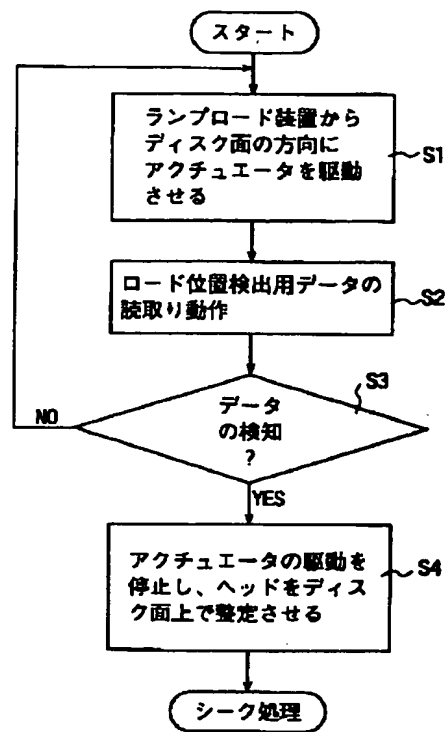 スタート
ランプロード装置から
ディスク面の方向に
アクチュエータを駆動
させる
S1
ロード位置検出用データの
読取り動作
S2
S3
データ
の検知
?
NO
YES
アクチュエータの駆動を
停止し、ヘッドをディス
ク面上で整定させる
S4
シーク処理